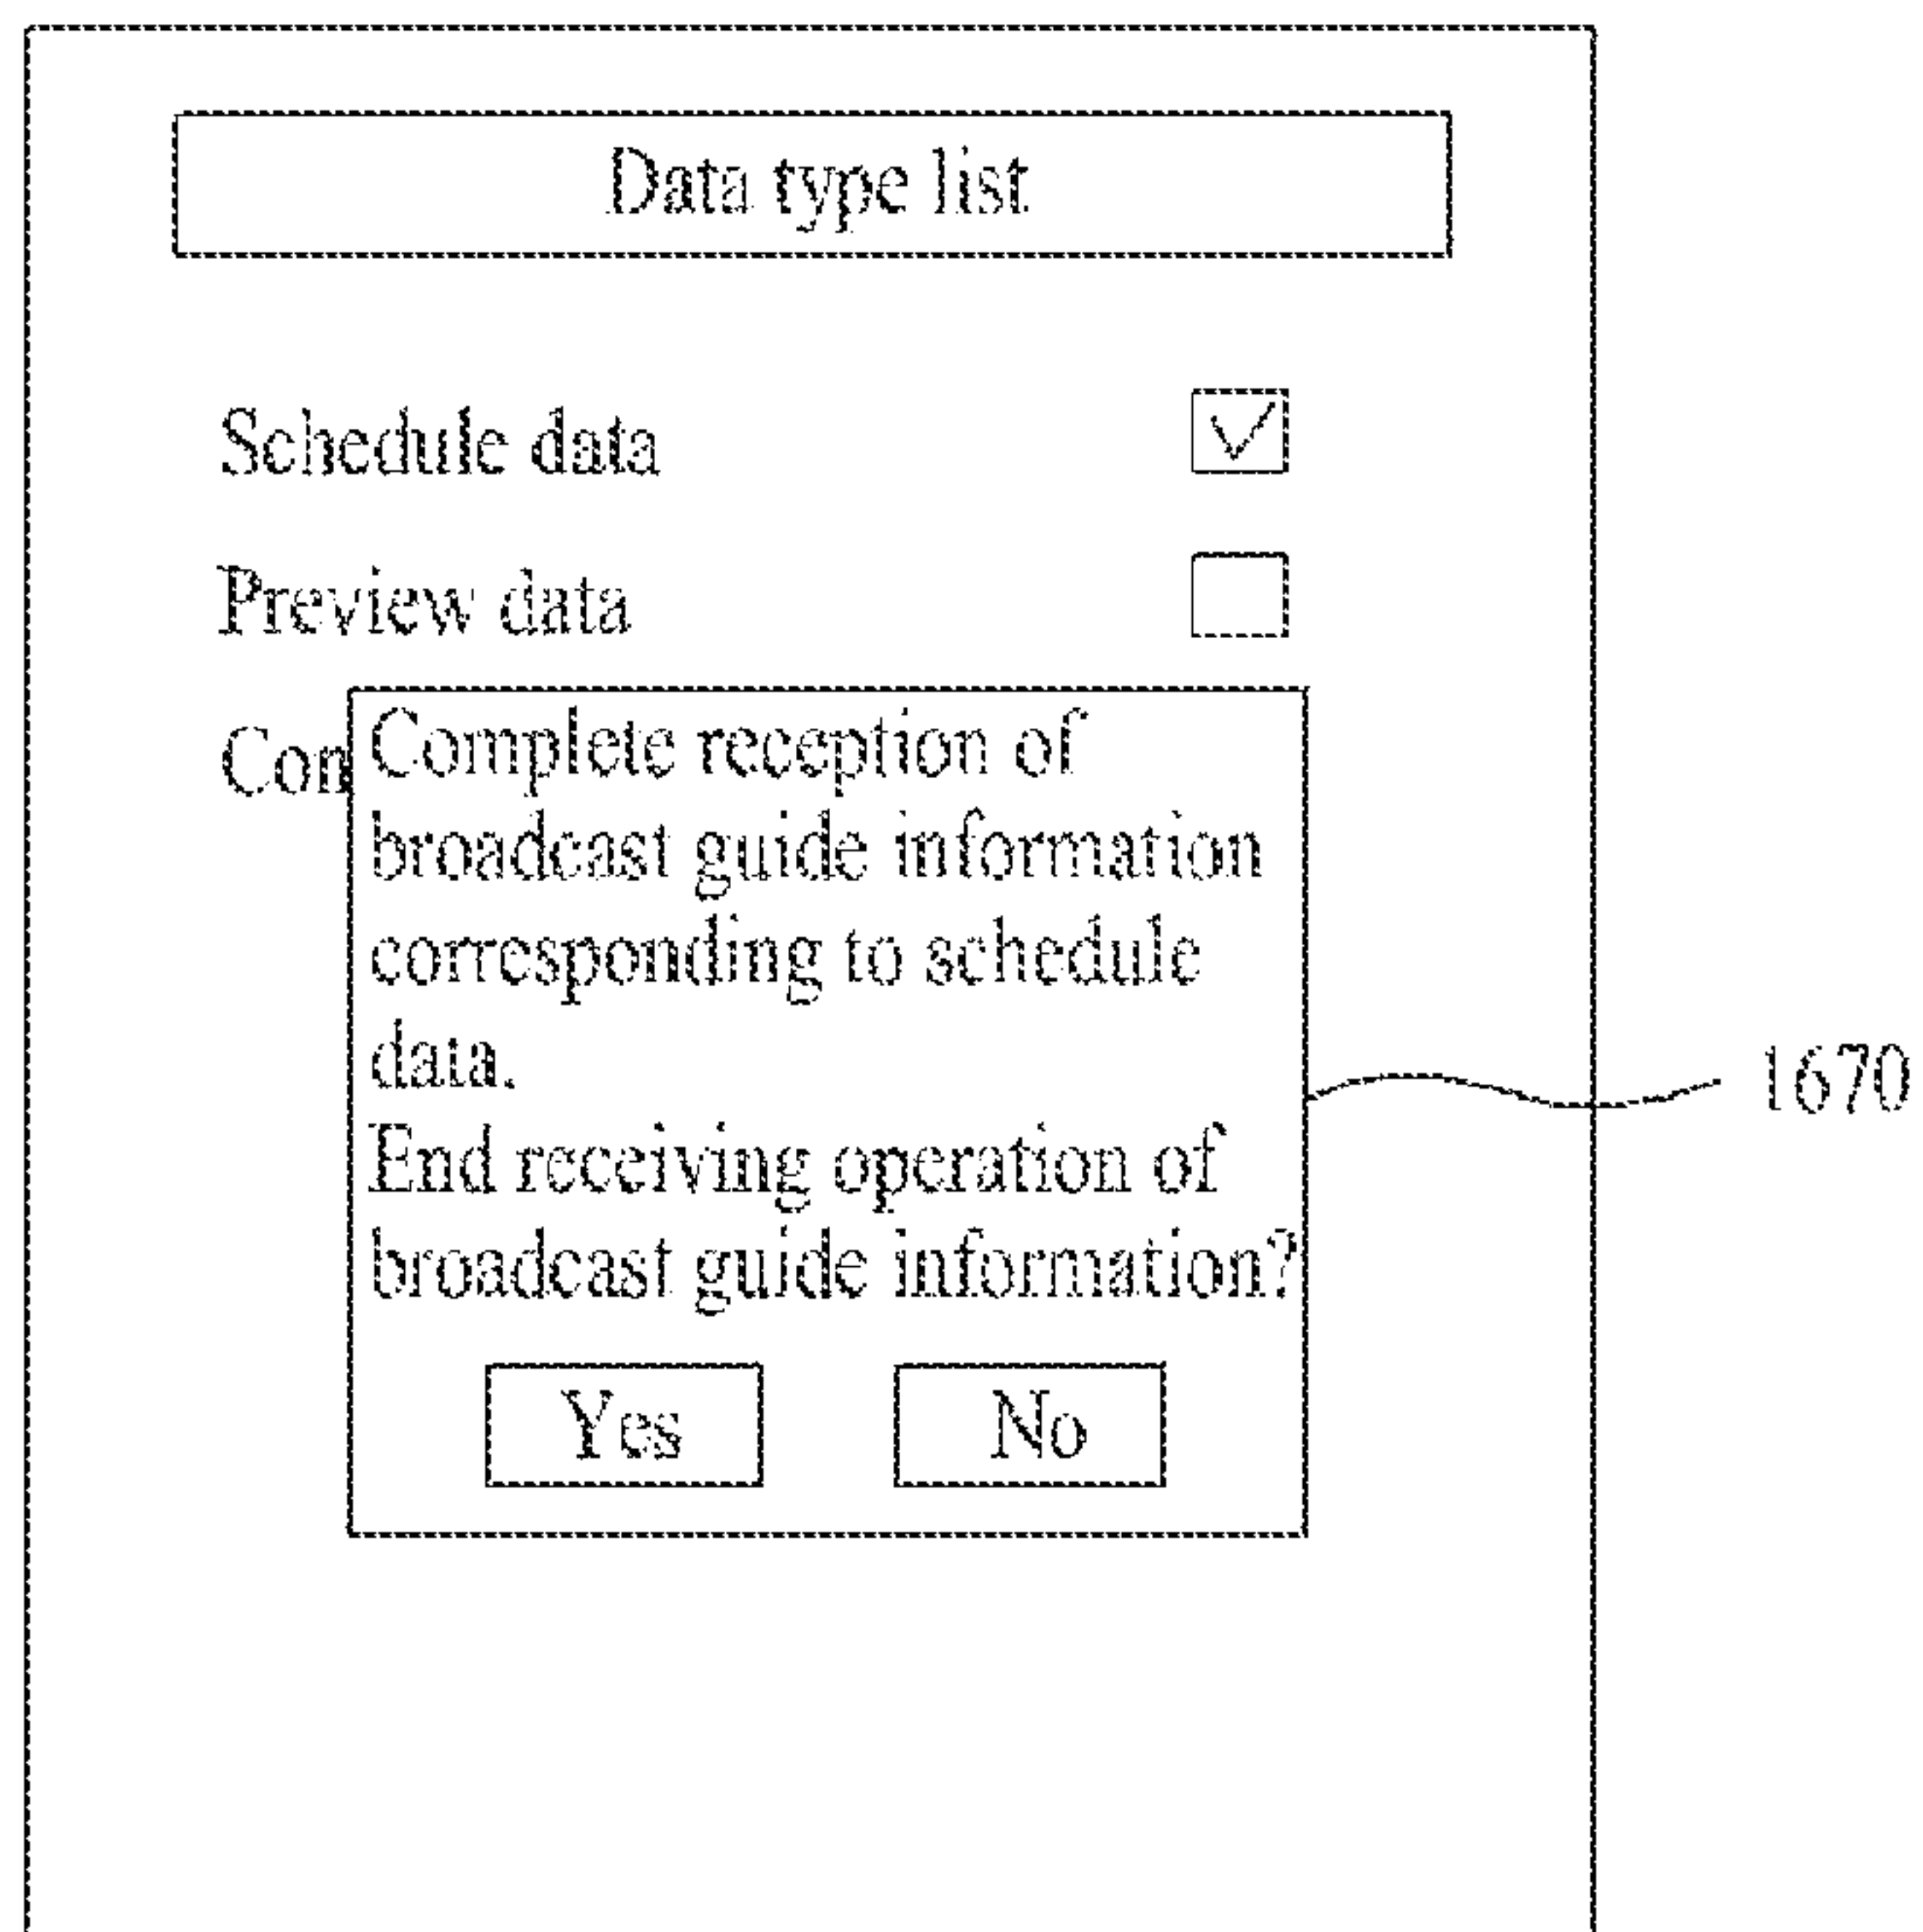 Data type list
Schedule data
Preview data
Con
Complete reception of
broadcast guide information
corresponding to schedule
data.
End receiving operation of
broadcast guide information?
Yes No
1670